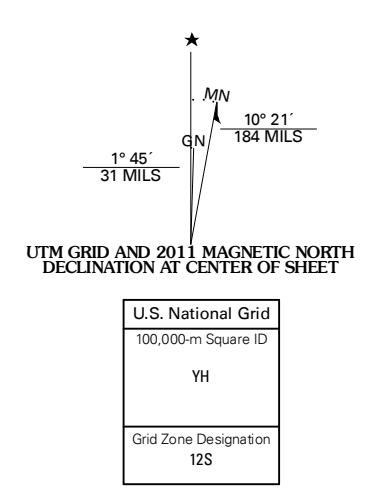 ★
MN
GN
10° 21´
184 MILS
1° 45´
31 MILS
UTM GRID AND 2011 MAGNETIC NORTH
DECLINATION AT CENTER OF SHEET
U.S. National Grid
100,000-m Square ID
YH
Grid Zone Designation
12S